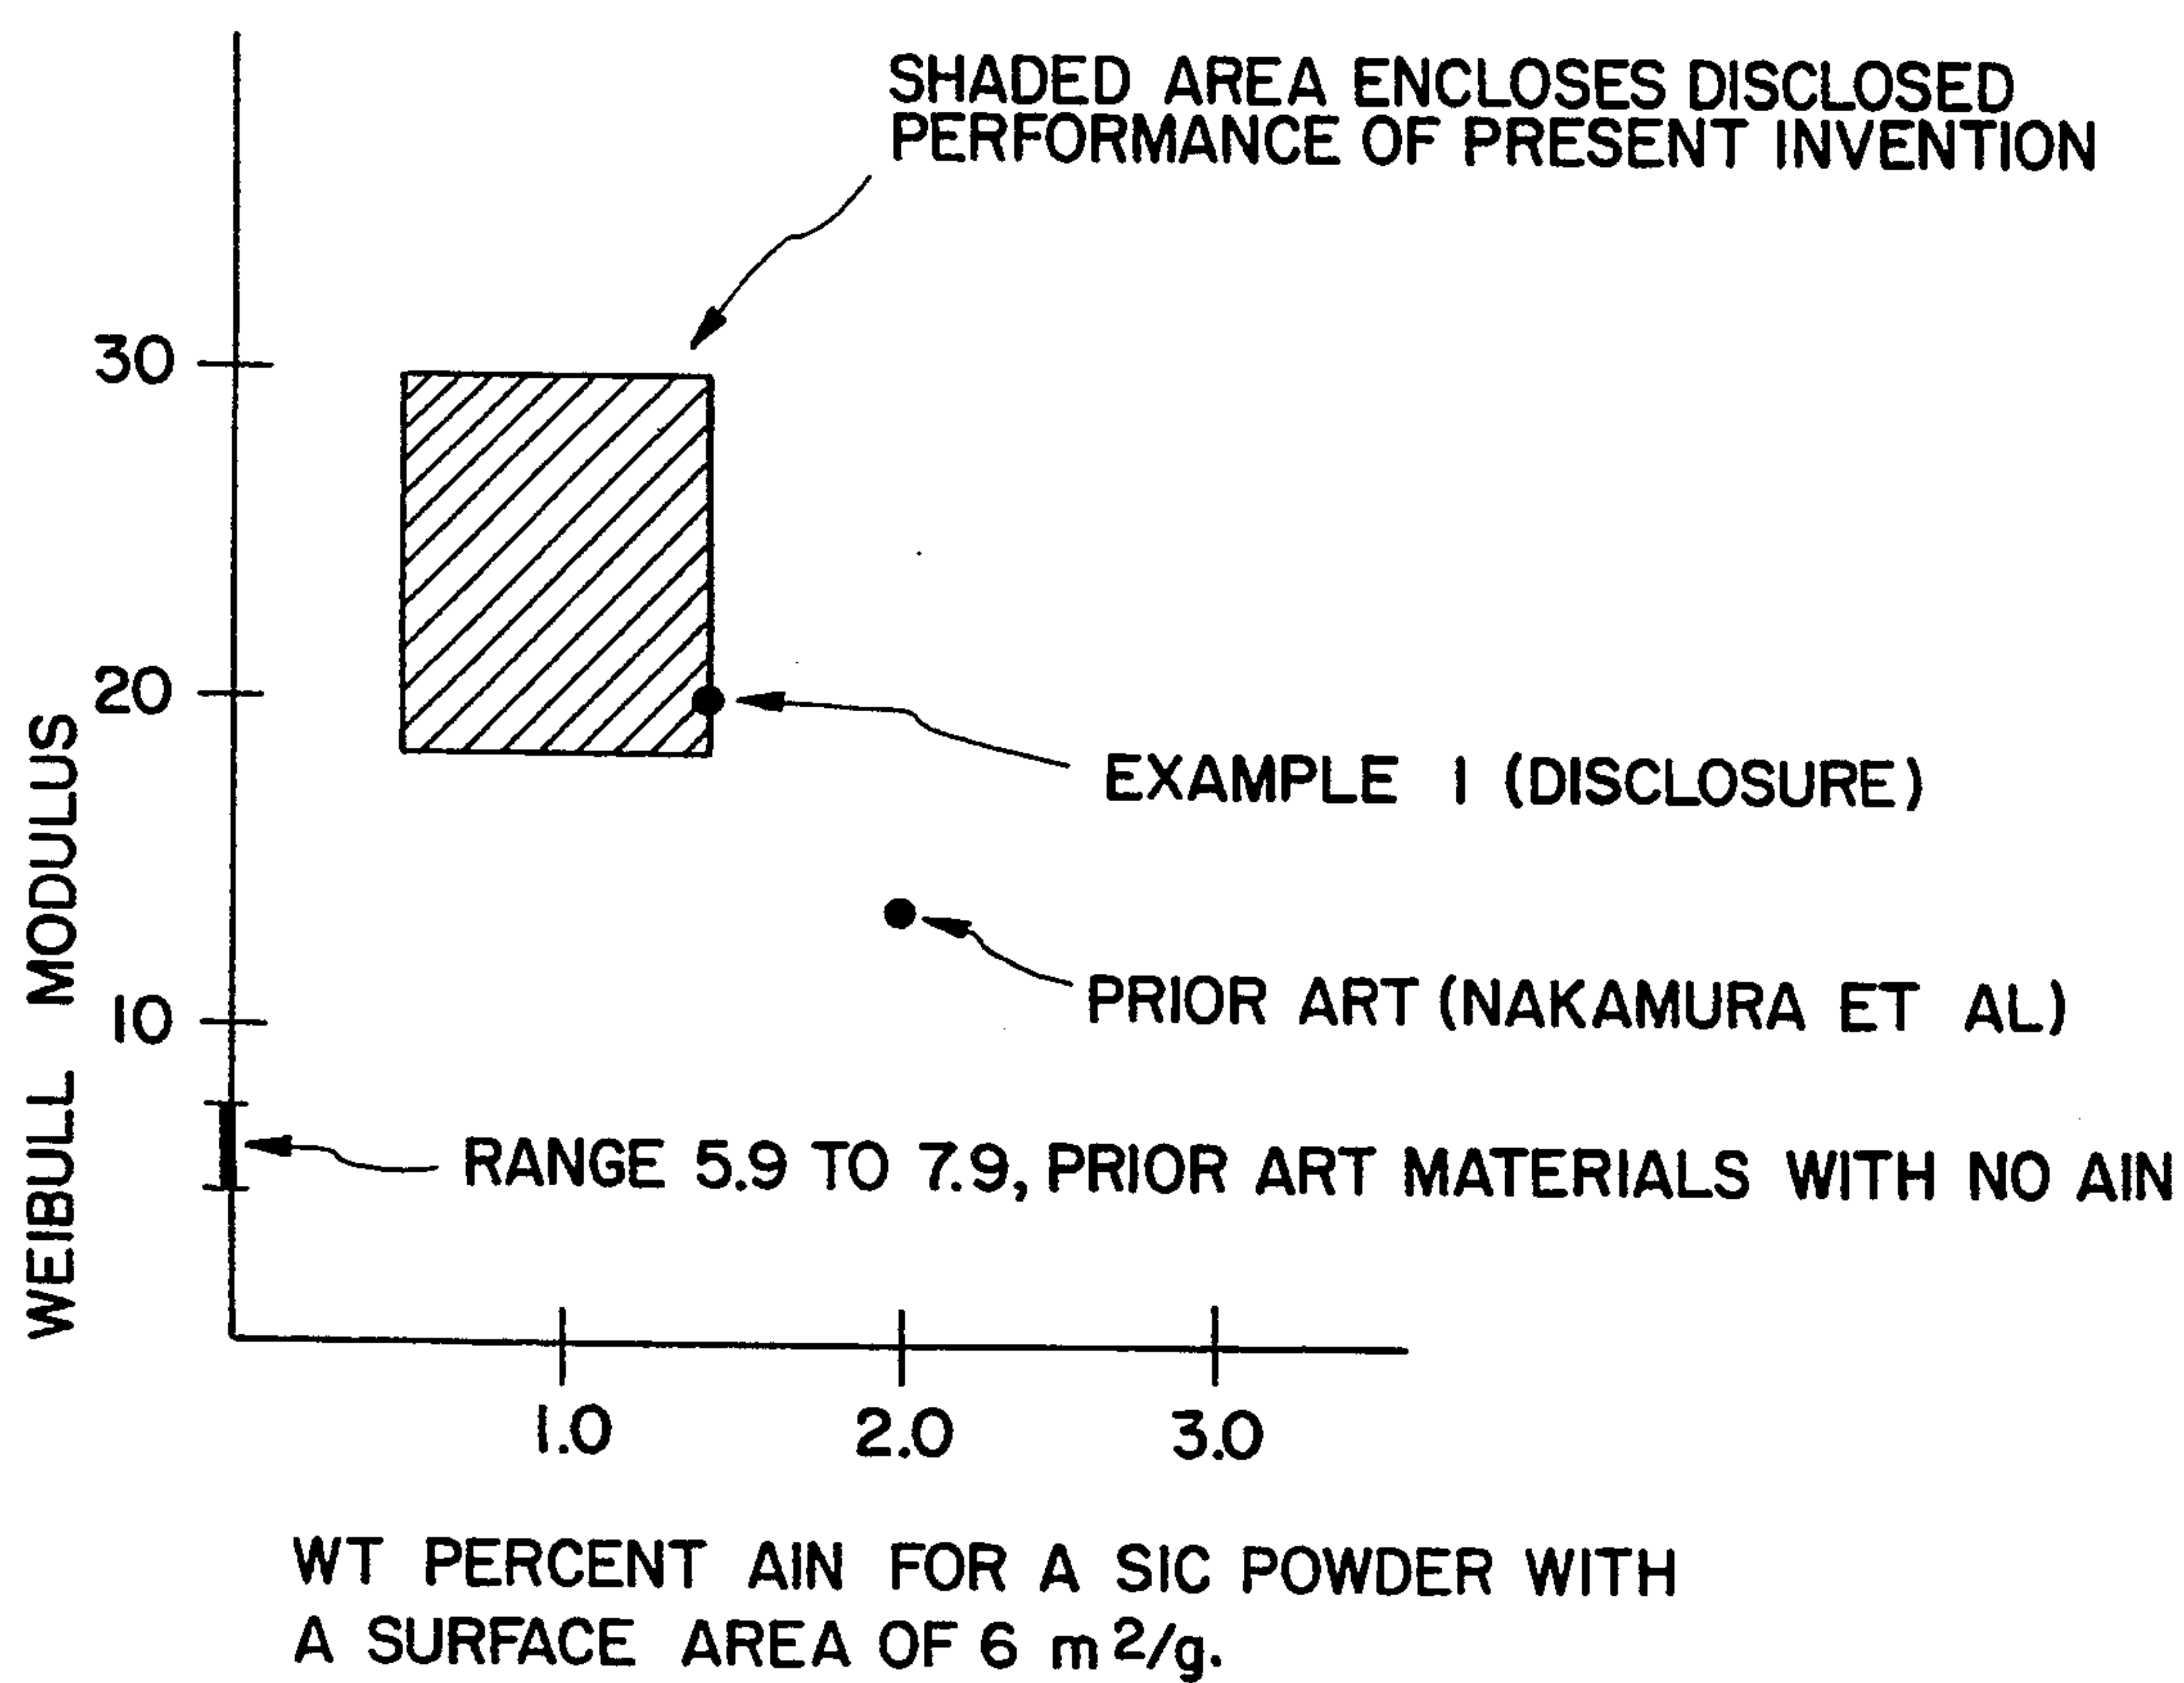 SHADED AREA ENCLOSES DISCLOSED
PERFORMANCE OF PRESENT INVENTION
30
20
EXAMPLE 1 (DISCLOSURE)
PRIOR ART (NAKAMURA ET AL)
10
RANGE 5.9 TO 7.9, PRIOR ART MATERIALS WITH NO AIN
WEIBULL MODULUS
1.0 2.0 3.0
WT PERCENT AIN FOR A SIC POWDER WITH
A SURFACE AREA OF 6 m2/g.